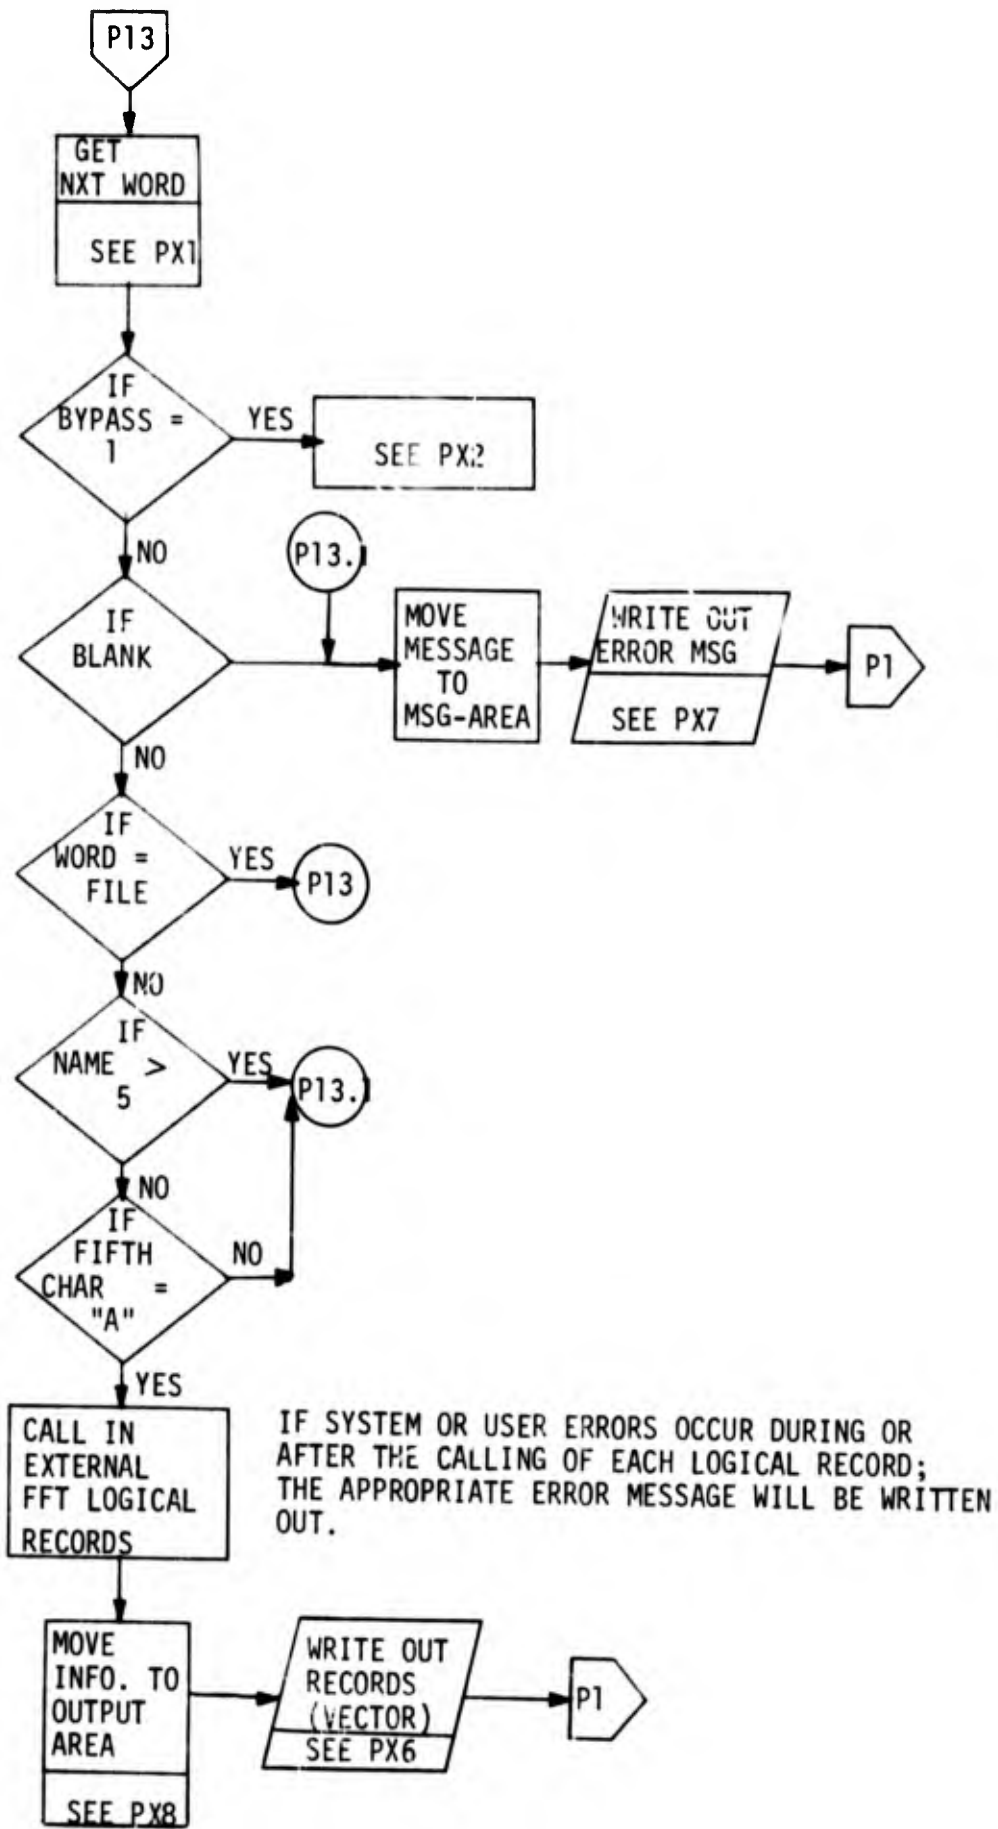 P13
GET
NXT WORD
SEE PX1
IF
BYPASS =
1
YES
SEE PX2
NO
P13.1
IF
BLANK
MOVE
MESSAGE
TO
MSG-AREA
WRITE OUT
ERROR MSG
SEE PX7
P1
NO
IF
WORD =
FILE
YES
P13
NO
IF
NAME >
5
YES
P13.1
NO
IF
FIFTH
CHAR =
"A"
NO
YES
CALL IN
EXTERNAL
FFT LOGICAL
RECORDS
IF SYSTEM OR USER ERRORS OCCUR DURING OR
AFTER THE CALLING OF EACH LOGICAL RECORD;
THE APPROPRIATE ERROR MESSAGE WILL BE WRITTEN
OUT.
MOVE
INFO. TO
OUTPUT
AREA
SEE PX8
WRITE OUT
RECORDS
(VECTOR)
SEE PX6
P1